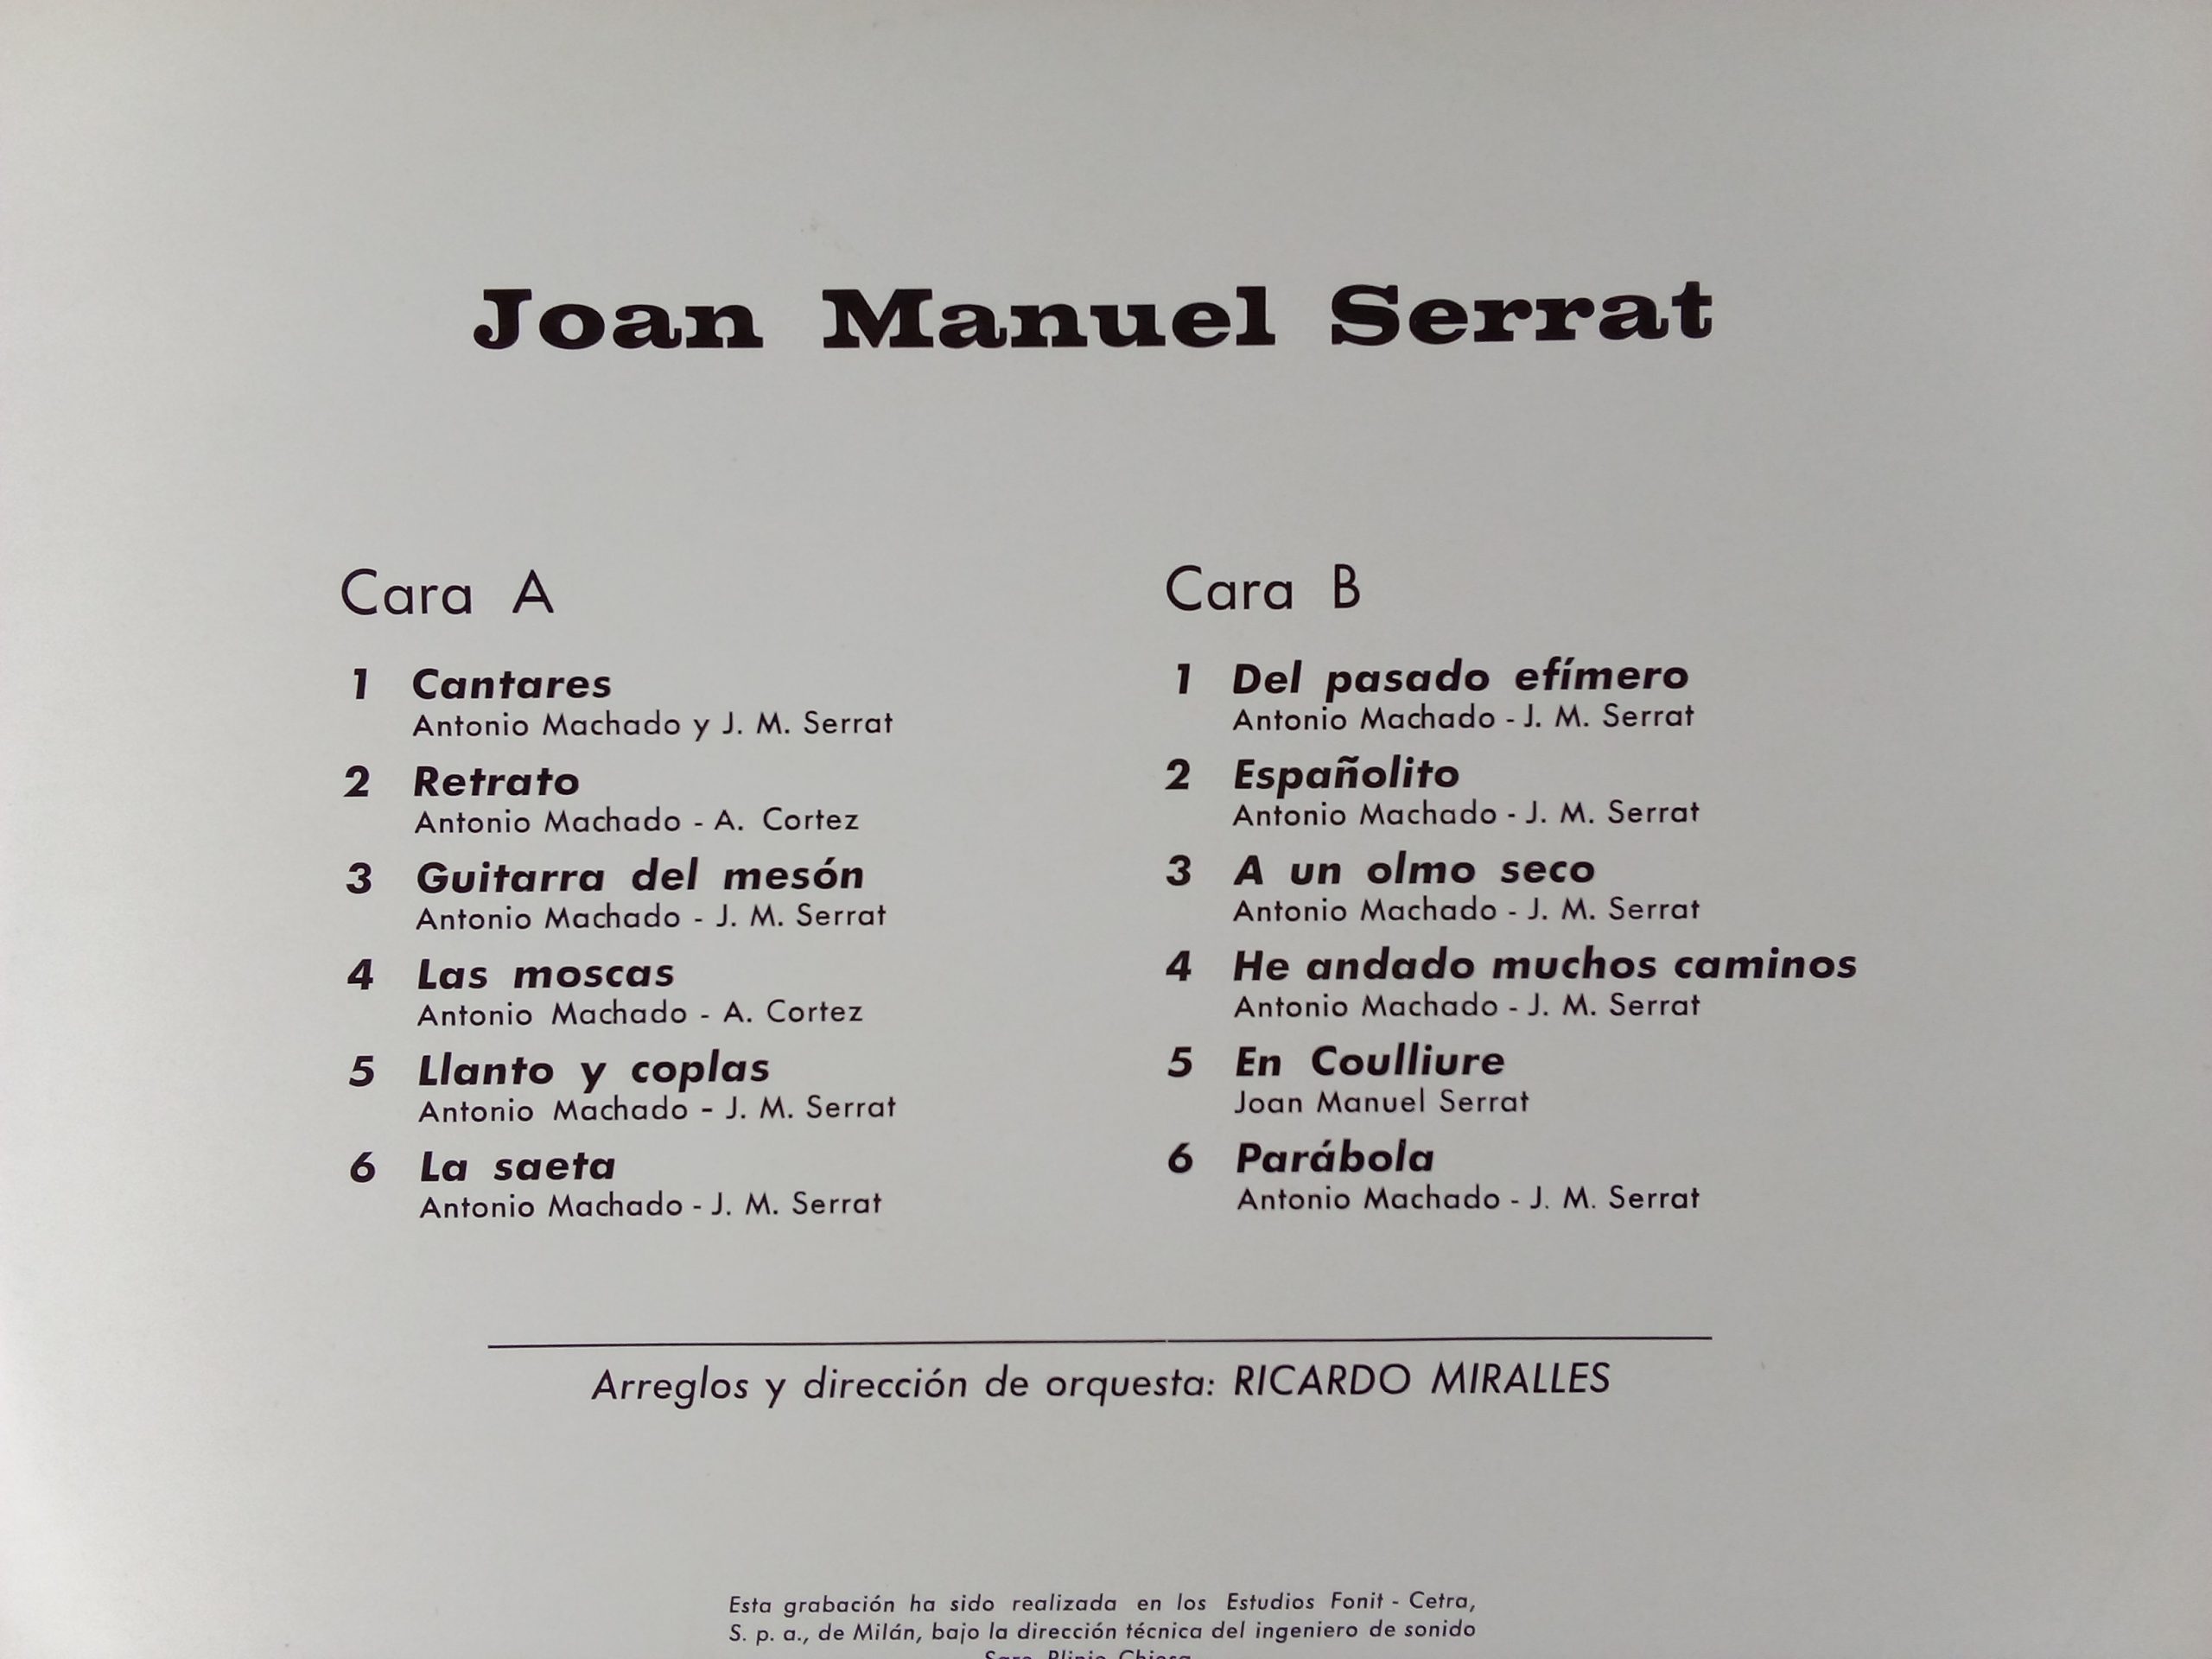 Joan Manuel Serrat
Cara A
1 Cantares
Antonio Machado y J. M. Serrat
2 Retrato
Antonio Machado - A. Cortez
3 Guitarra del mesón
Antonio Machado - J. M. Serrat
4 Las moscas
Antonio Machado - A. Cortez
5 Llanto y coplas
Antonio Machado - J. M. Serrat
6 La saeta
Antonio Machado - J. M. Serrat
Cara B
1 Del pasado efímero
Antonio Machado - J. M. Serrat
2 Españolito
Antonio Machado - J. M. Serrat
3 A un olmo seco
Antonio Machado - J. M. Serrat
4 He andado muchos caminos
Antonio Machado - J. M. Serrat
5 En Coulliure
Joan Manuel Serrat
6 Parábola
Antonio Machado - J. M. Serrat
Arreglos y dirección de orquesta: RICARDO MIRALLES
Esta grabación ha sido realizada en los Estudios Fonit - Cetra,
S. p. a., de Milán, bajo la dirección técnica del ingeniero de sonido
Plinio Chiesa